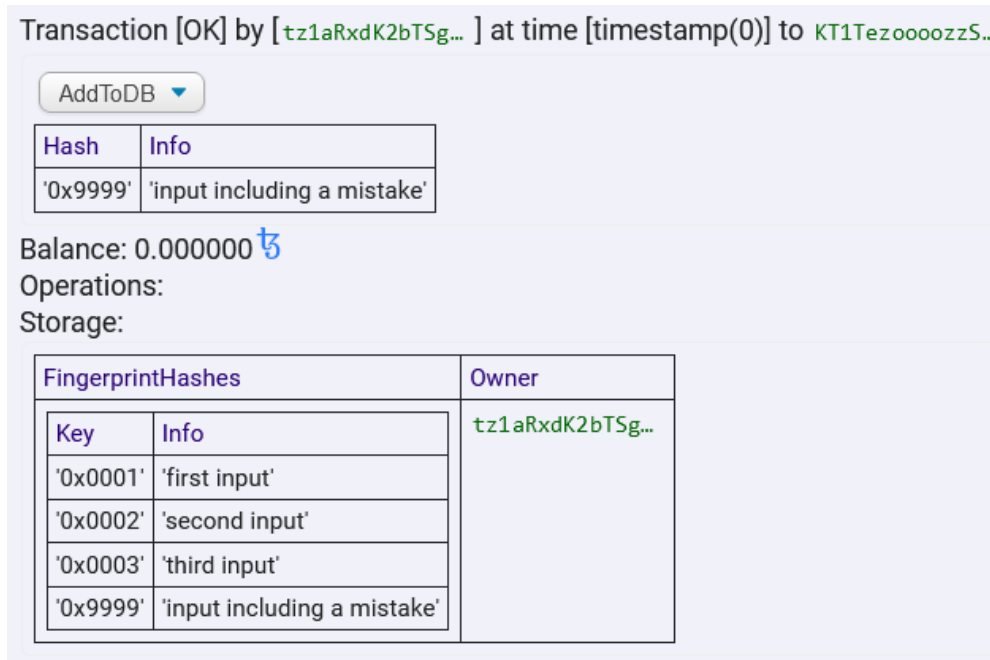 Transaction [OK] by [tz1aRxdK2bTSg… ] at time [timestamp(0)] to KT1TezoooozzS…
AddToDB
Hash Info
'0x9999' 'input including a mistake'
Balance: 0.000000 ꜩ
Operations:
Storage:
FingerprintHashes Owner
Key Info tz1aRxdK2bTSg…
'0x0001' 'first input'
'0x0002' 'second input'
'0x0003' 'third input'
'0x9999' 'input including a mistake'